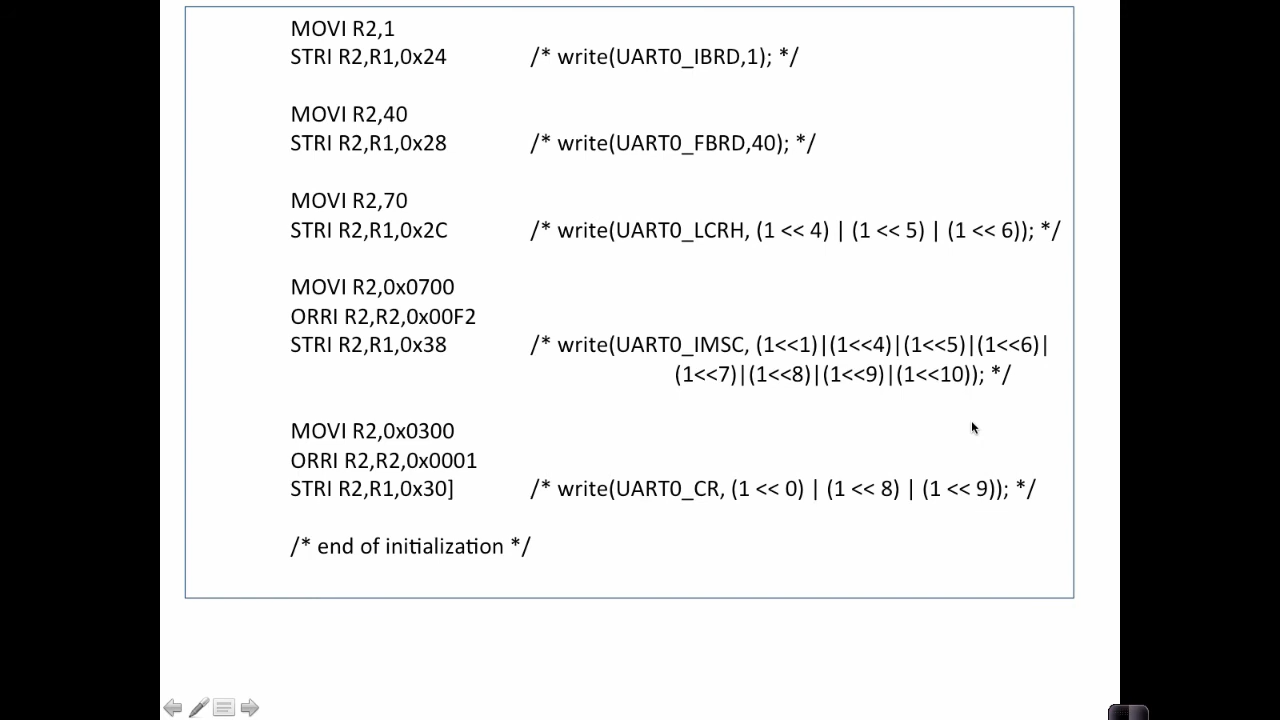 MOVI R2,1
STRI R2,R1,0x24 /* write(UART0_IBRD,1); */
MOVI R2,40
STRI R2,R1,0x28 /* write(UART0_FBRD,40); */
MOVI R2,70
STRI R2,R1,0x2C /* write(UART0_LCRH, (1 << 4) | (1 << 5) | (1 << 6)); */
MOVI R2,0x0700
ORRI R2,R2,0x00F2
STRI R2,R1,0x38 /* write(UART0_IMSC, (1<<1)|(1<<4)|(1<<5)|(1<<6)|
(1<<7)|(1<<8)|(1<<9)|(1<<10)); */
MOVI R2,0x0300
ORRI R2,R2,0x0001
STRI R2,R1,0x30] /* write(UART0_CR, (1 << 0) | (1 << 8) | (1 << 9)); */
/* end of initialization */